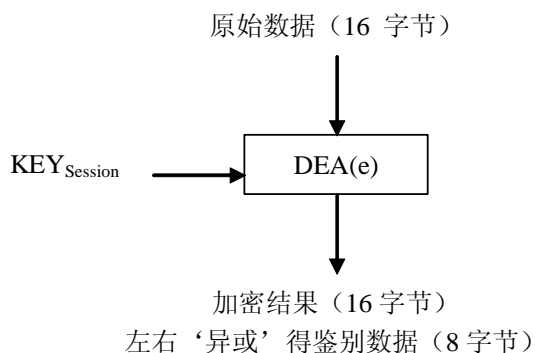 原始数据（16 字节）
KEYSession
DEA(e)
加密结果（16 字节）
左右‘异或’得鉴别数据（8 字节）